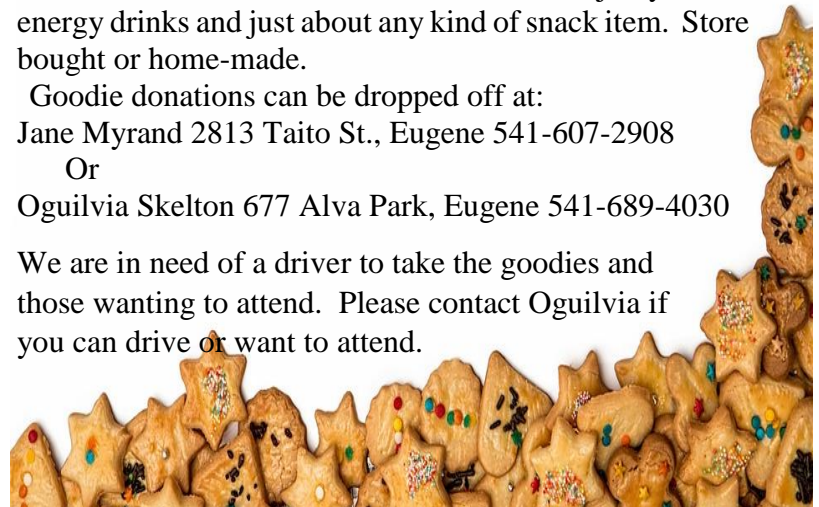 energy drinks and just about any kind of snack item. Store
bought or home-made.
Goodie donations can be dropped off at:
Jane Myrand 2813 Taito St., Eugene 541-607-2908
Or
Oguilvia Skelton 677 Alva Park, Eugene 541-689-4030
We are in need of a driver to take the goodies and
those wanting to attend. Please contact Oguilvia if
you can drive or want to attend.